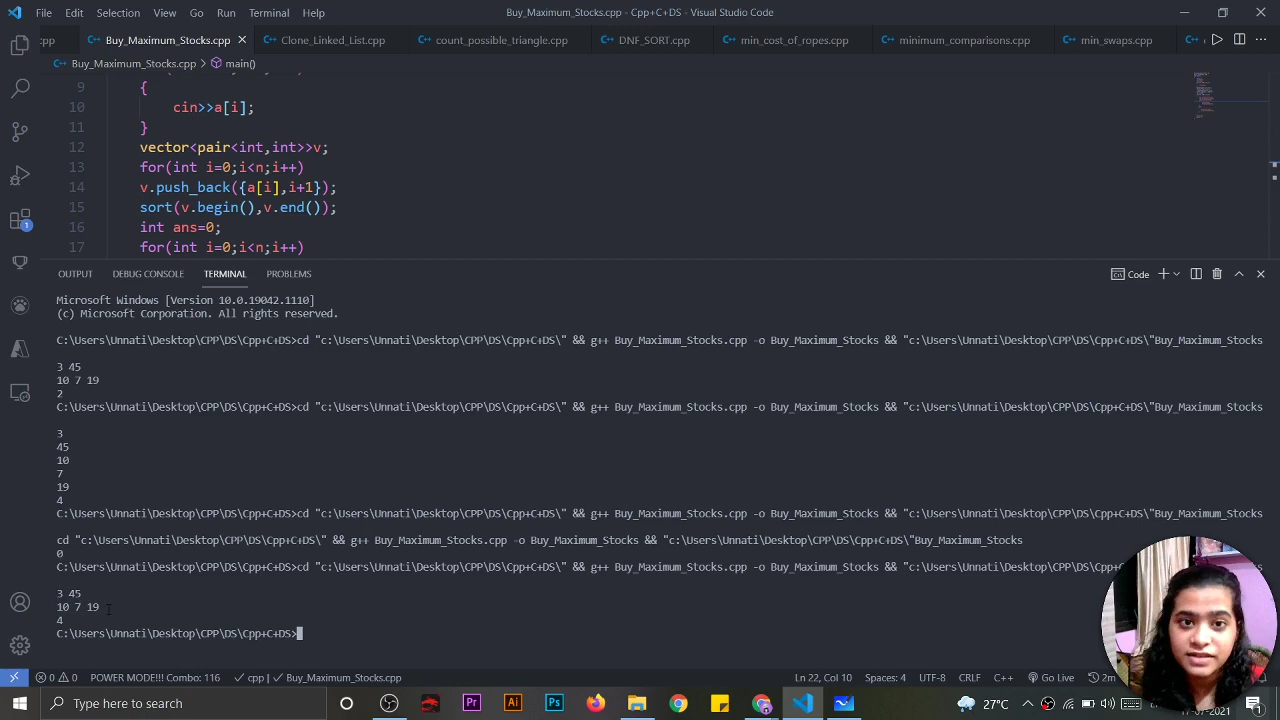 File Edit Selection View Go Run Terminal Help Buy_Maximum_Stocks.cpp - Cpp+C+DS - Visual Studio Code
cpp Buy_Maximum_Stocks.cpp Clone_Linked_List.cpp count_possible_triangle.cpp DNF_SORT.cpp min_cost_of_ropes.cpp minimum_comparisons.cpp min_swaps.cpp
Buy_Maximum_Stocks.cpp > main()
9 {
10 cin>>a[i];
11 }
12 vector<pair<int,int>>v;
13 for(int i=0;i<n;i++)
14 v.push_back({a[i],i+1});
15 sort(v.begin(),v.end());
16 int ans=0;
17 for(int i=0;i<n;i++)
OUTPUT DEBUG CONSOLE TERMINAL PROBLEMS Code
Microsoft Windows [Version 10.0.19042.1110]
(c) Microsoft Corporation. All rights reserved.
C:\Users\Unnati\Desktop\CPP\DS\Cpp+C+DS>cd "c:\Users\Unnati\Desktop\CPP\DS\Cpp+C+DS\" && g++ Buy_Maximum_Stocks.cpp -o Buy_Maximum_Stocks && "c:\Users\Unnati\Desktop\CPP\DS\Cpp+C+DS\"Buy_Maximum_Stocks
3 45
10 7 19
2
C:\Users\Unnati\Desktop\CPP\DS\Cpp+C+DS>cd "c:\Users\Unnati\Desktop\CPP\DS\Cpp+C+DS\" && g++ Buy_Maximum_Stocks.cpp -o Buy_Maximum_Stocks && "c:\Users\Unnati\Desktop\CPP\DS\Cpp+C+DS\"Buy_Maximum_Stocks
3
45
10
7
19
4
C:\Users\Unnati\Desktop\CPP\DS\Cpp+C+DS>cd "c:\Users\Unnati\Desktop\CPP\DS\Cpp+C+DS\" && g++ Buy_Maximum_Stocks.cpp -o Buy_Maximum_Stocks && "c:\Users\Unnati\Desktop\CPP\DS\Cpp+C+DS\"Buy_Maximum_Stocks
cd "c:\Users\Unnati\Desktop\CPP\DS\Cpp+C+DS\" && g++ Buy_Maximum_Stocks.cpp -o Buy_Maximum_Stocks && "c:\Users\Unnati\Desktop\CPP\DS\Cpp+C+DS\"Buy_Maximum_Stocks
0
C:\Users\Unnati\Desktop\CPP\DS\Cpp+C+DS>cd "c:\Users\Unnati\Desktop\CPP\DS\Cpp+C+DS\" && g++ Buy_Maximum_Stocks.cpp -o Buy_Maximum_Stocks && "c:\Users\Unnati\Desktop\CPP\DS\Cpp+C+DS\"Buy_Maximum_Stocks
3 45
10 7 19
4
C:\Users\Unnati\Desktop\CPP\DS\Cpp+C+DS>
0 0 POWER MODE!!! Combo: 116 cpp | Buy_Maximum_Stocks.cpp Ln 22, Col 10 Spaces: 4 UTF-8 CRLF C++ Go Live 2m
Type here to search Pr Ai Ps 27°C ENG
17-07-2021